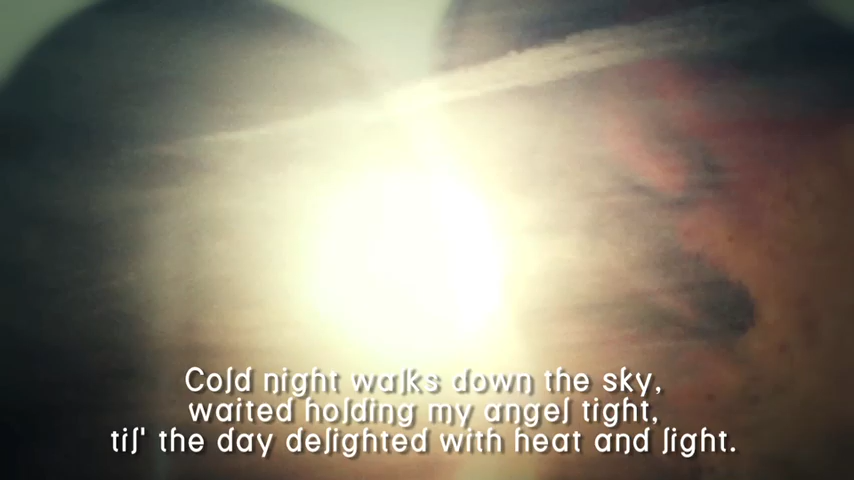 Cold night walks down the sky,
waited holding my angel tight,
til' the day delighted with heat and light.